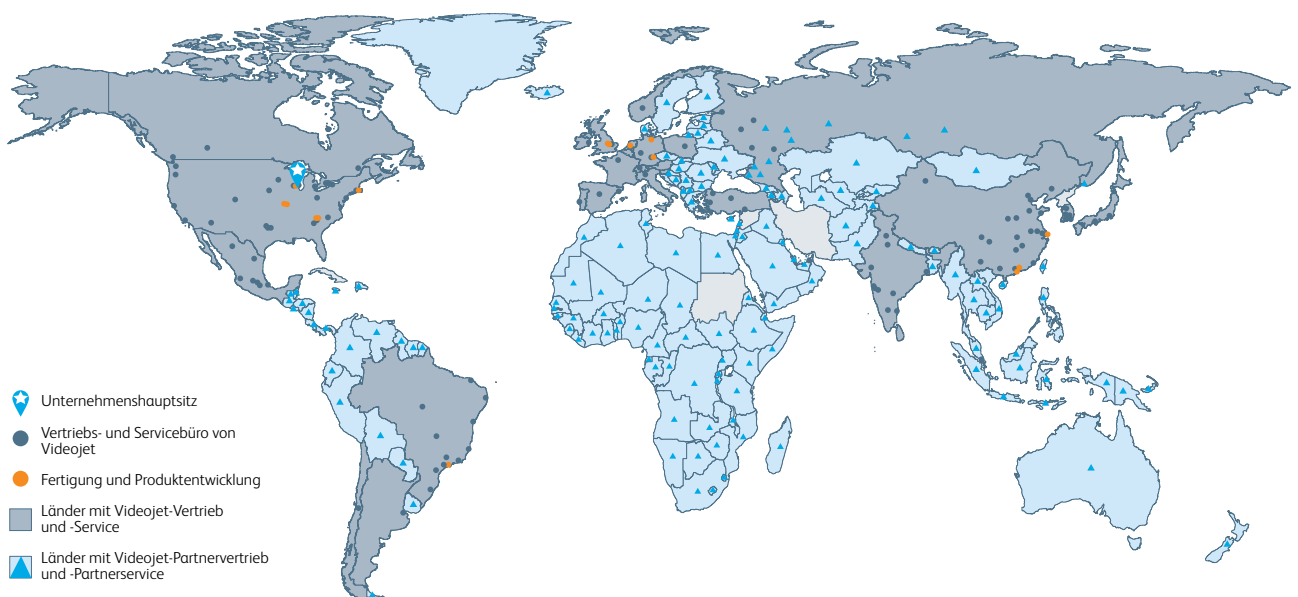 Unternehmenshauptsitz
Vertriebs- und Servicebüro von
Videojet
Fertigung und Produktentwicklung
Länder mit Videojet-Vertrieb
und -Service
Länder mit Videojet-Partnervertrieb
und -Partnerservice